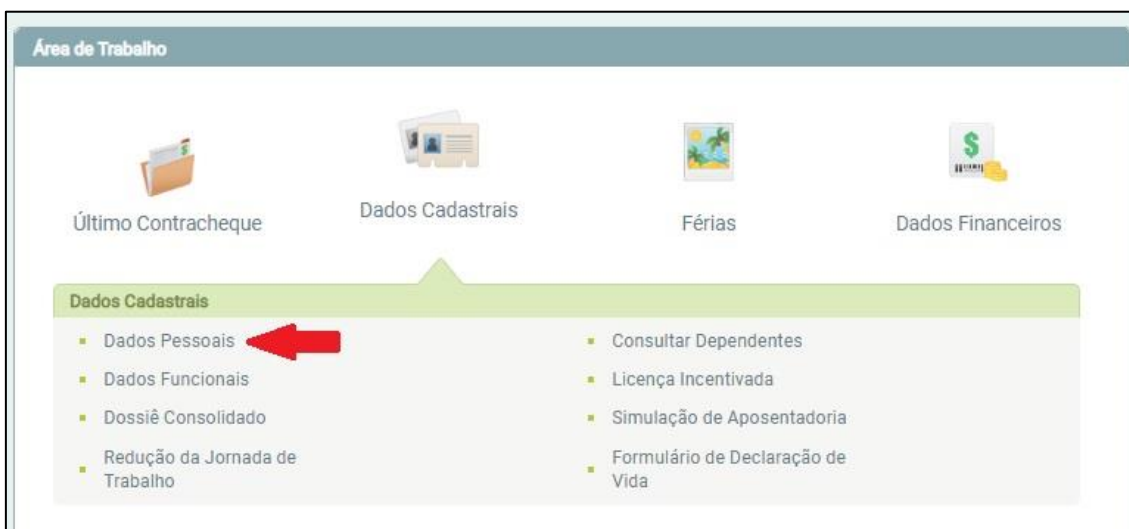 Área de Trabalho
Último Contracheque
Dados Cadastrais
Férias
Dados Financeiros
Dados Cadastrais
Dados Pessoais
Dados Funcionais
Dossiê Consolidado
Redução da Jornada de
Trabalho
Consultar Dependentes
Licença Incentivada
Simulação de Aposentadoria
Formulário de Declaração de
Vida